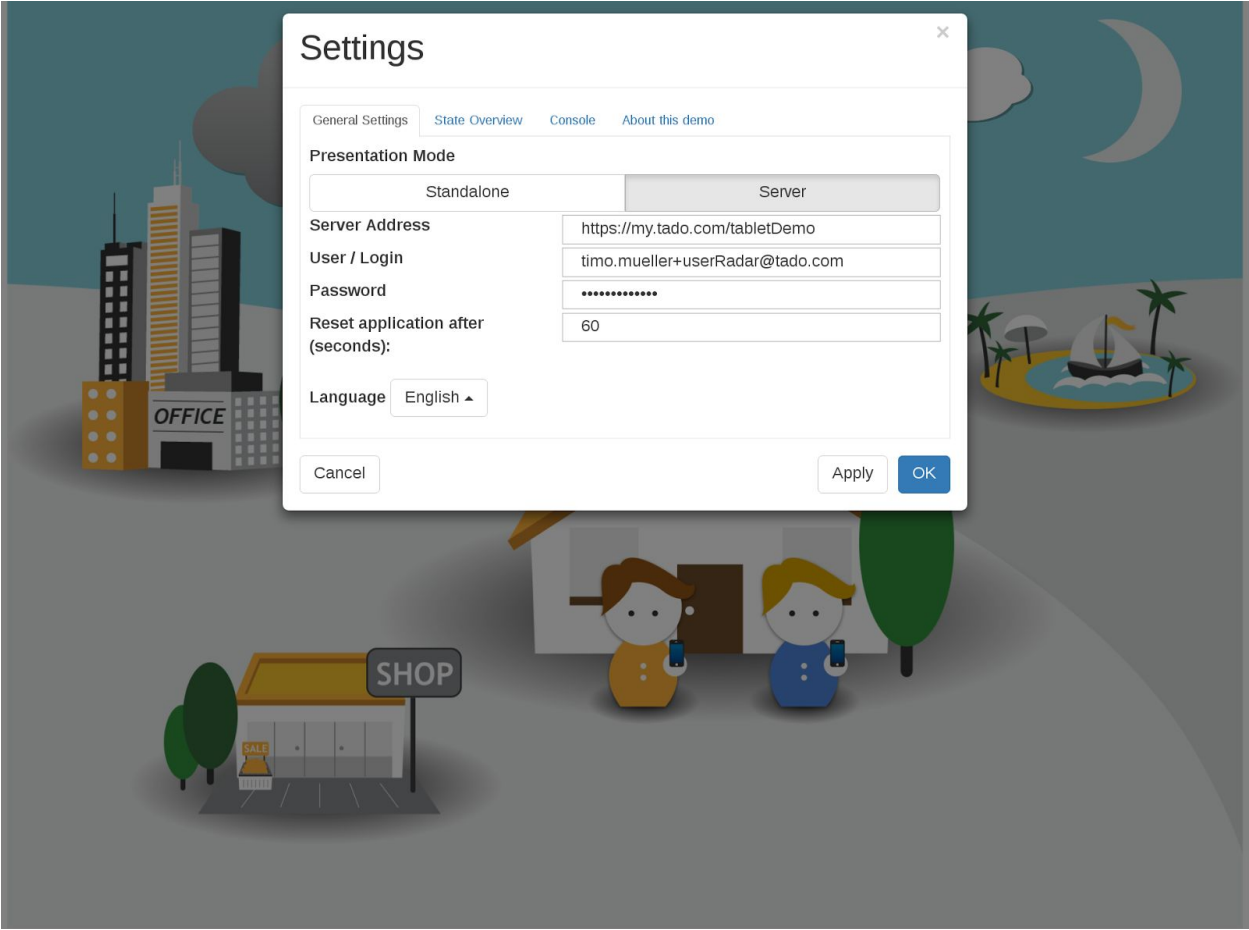 Settings
×
General Settings State Overview Console About this demo
Presentation Mode
Standalone Server
Server Address https://my.tado.com/tabletDemo
User / Login timo.mueller+userRadar@tado.com
Password •••••••••••••
Reset application after 60
(seconds):
Language English
Cancel Apply OK
OFFICE
SHOP
SALE